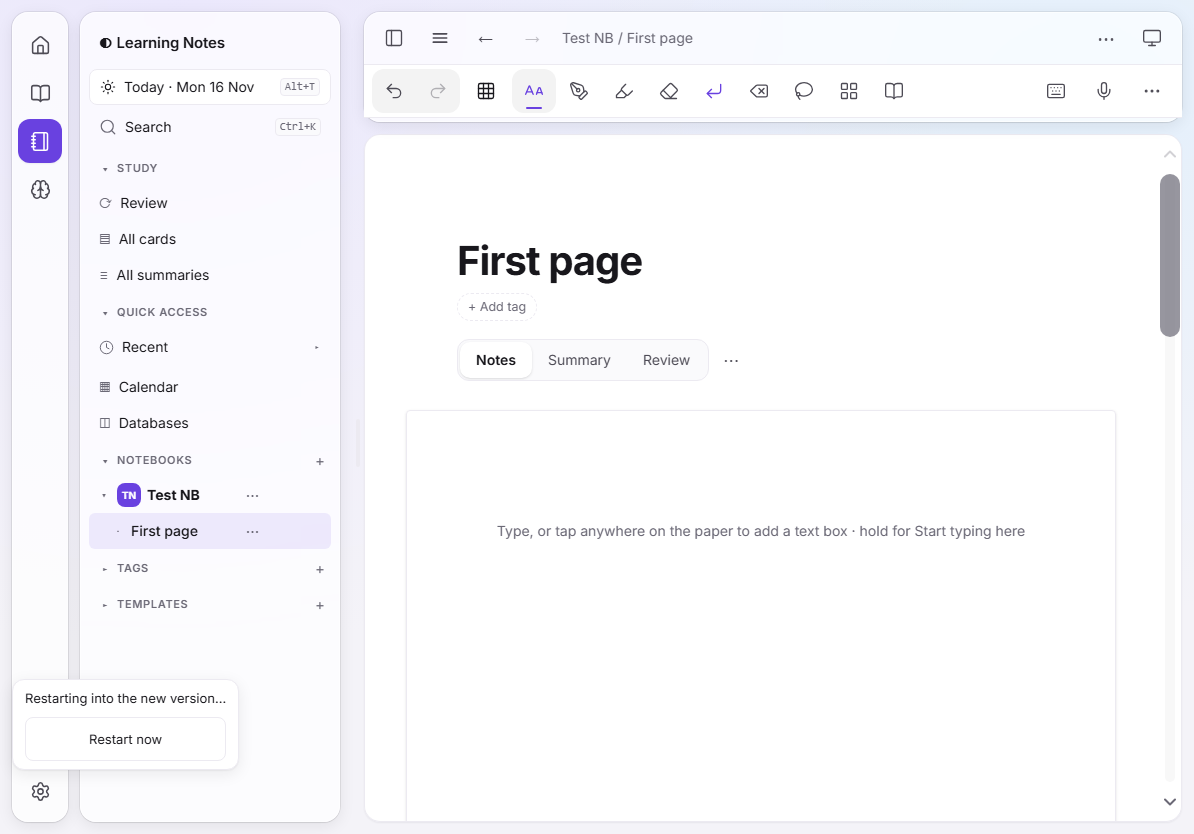 Learning Notes
Today · Mon 16 Nov Alt+T
Search Ctrl+K
STUDY
Review
All cards
All summaries
QUICK ACCESS
Recent
Calendar
Databases
NOTEBOOKS +
TN Test NB ...
· First page ...
TAGS +
TEMPLATES +
Restarting into the new version...
Restart now
Test NB / First page
AA
First page
+ Add tag
Notes Summary Review ...
Type, or tap anywhere on the paper to add a text box · hold for Start typing here